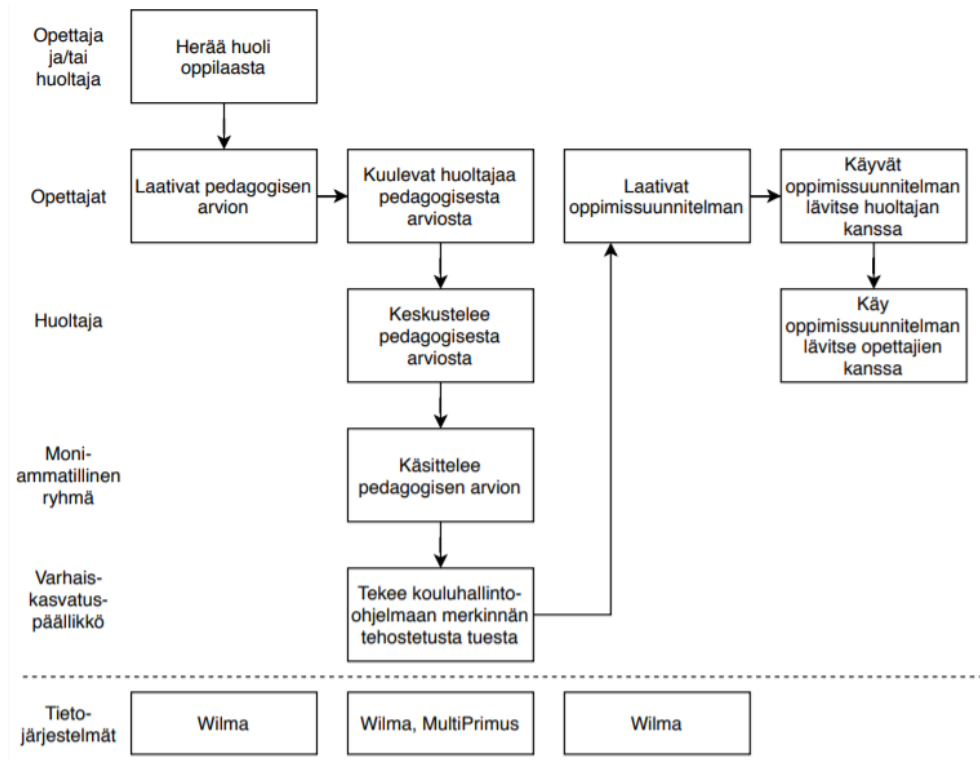 Opettaja
ja/tai
huoltaja
Herää huoli
oppilaasta
Opettajat
Laativat pedagogisen
arvion
Kuulevat huoltajaa
pedagogisesta
arviosta
Laativat
oppimissuunnitelman
Käyvät
oppimissuunnitelman
lävitse huoltajan
kanssa
Huoltaja
Keskustelee
pedagogisesta
arviosta
Käy
oppimissuunnitelman
lävitse opettajien
kanssa
Moni-
ammatillinen
ryhmä
Käsittelee
pedagogisen arvion
Varhais-
kasvatus-
päällikkö
Tekee kouluhallinto-
ohjelmaan merkinnän
tehostetusta tuesta
Tieto-
järjestelmät
Wilma
Wilma, MultiPrimus
Wilma